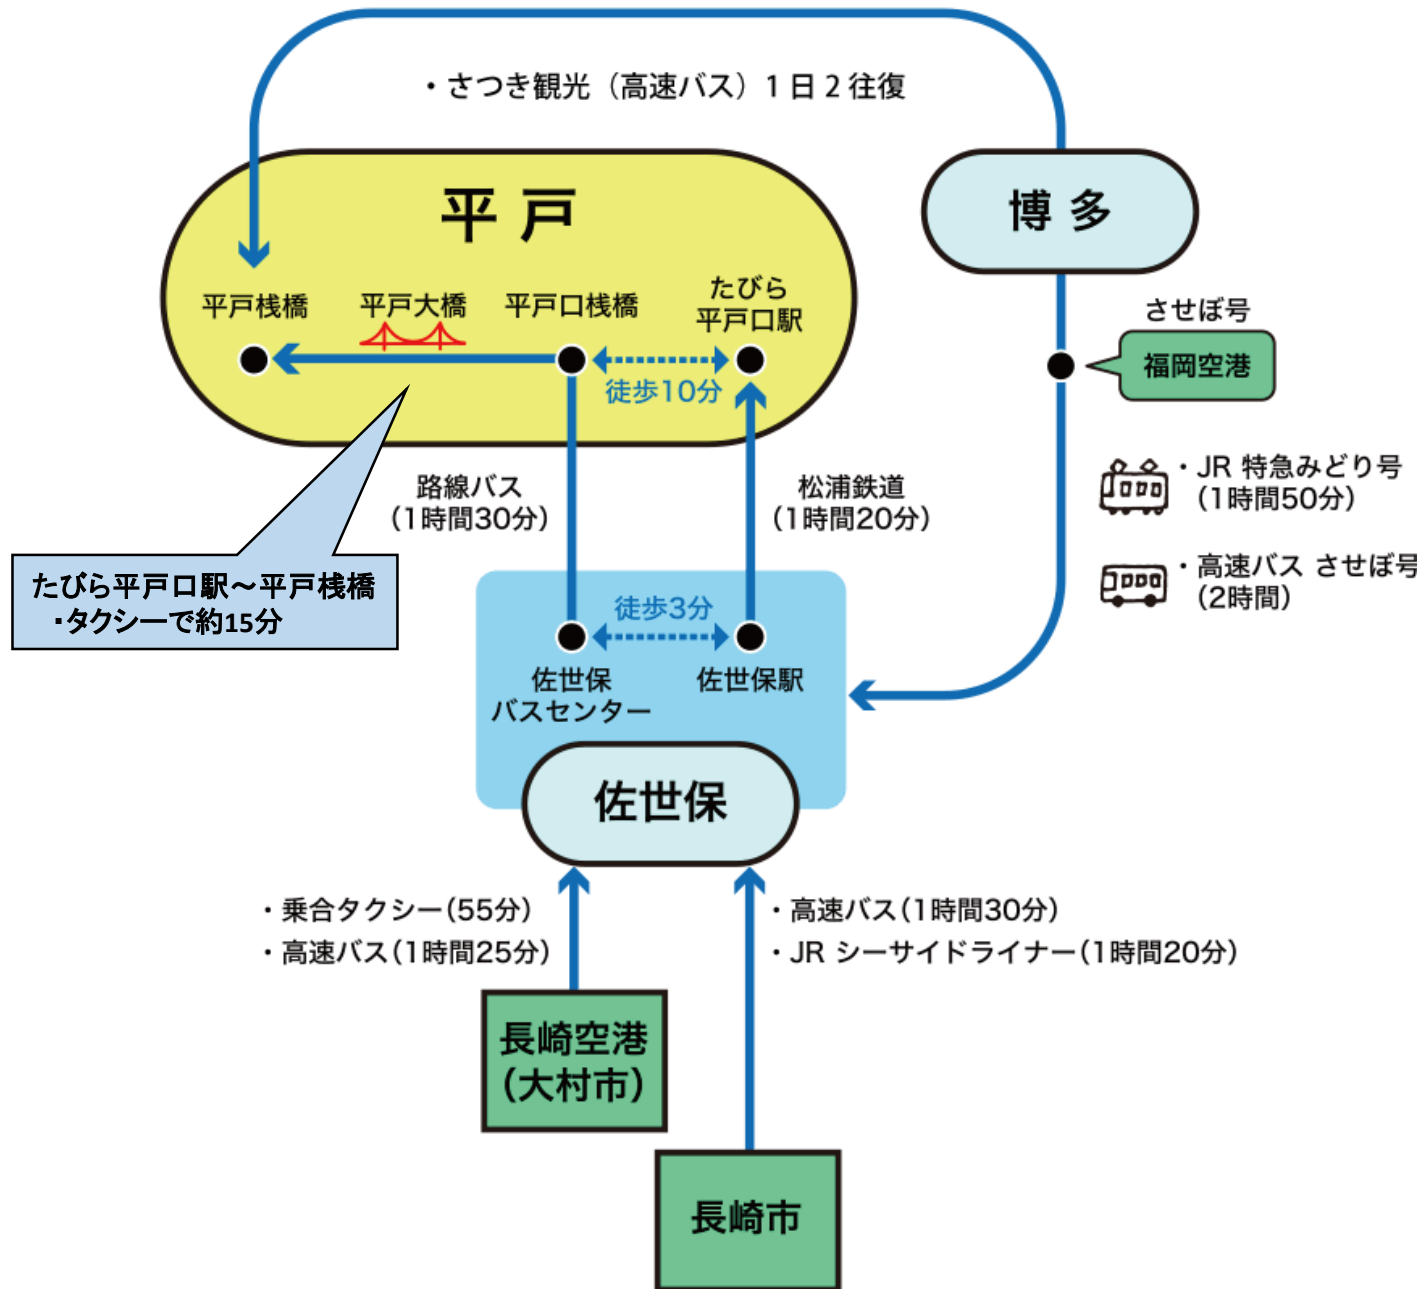 ・さつき観光（高速バス）1日2往復
平戸
博多
平戸桟橋
平戸大橋
平戸口桟橋
たびら
平戸口駅
徒歩10分
させぼ号
福岡空港
路線バス
（1時間30分）
松浦鉄道
（1時間20分）
・JR 特急みどり号
（1時間50分）
・高速バス させぼ号
（2時間）
たびら平戸口駅～平戸桟橋
・タクシーで約15分
徒歩3分
佐世保
バスセンター
佐世保駅
佐世保
・乗合タクシー（55分）
・高速バス（1時間25分）
・高速バス（1時間30分）
・JR シーサイドライナー（1時間20分）
長崎空港
（大村市）
長崎市